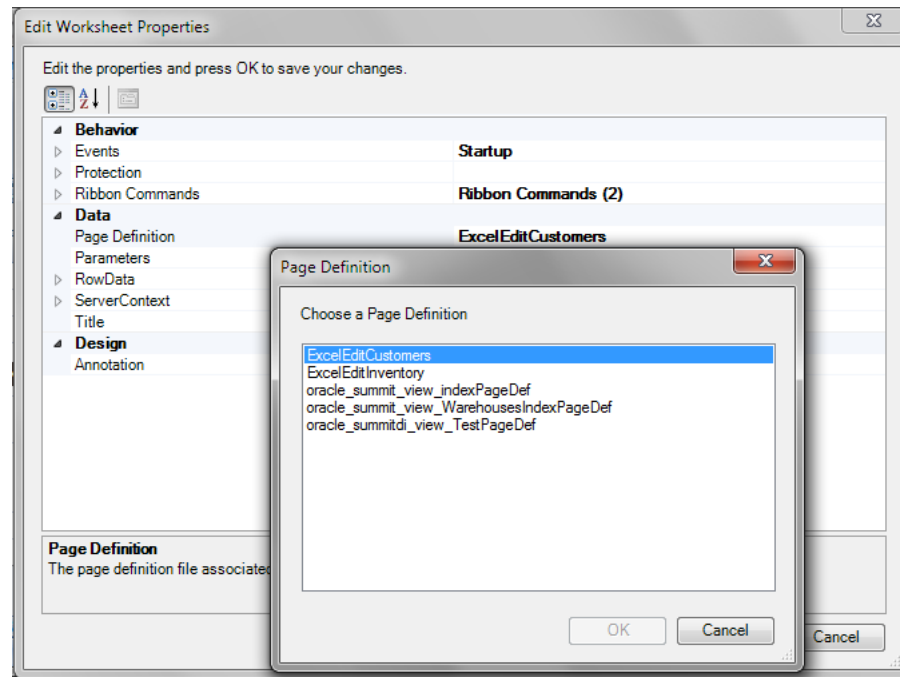 Edit Worksheet Properties
Edit the properties and press OK to save your changes.
Behavior
Events Startup
Protection
Ribbon Commands Ribbon Commands (2)
Data
Page Definition ExcelEditCustomers
Parameters
RowData
ServerContext
Title
Design
Annotation
Page Definition
The page definition file associated
Cancel
Page Definition
Choose a Page Definition
ExcelEditCustomers
ExcelEditInventory
oracle_summit_view_indexPageDef
oracle_summit_view_WarehousesIndexPageDef
oracle_summitdi_view_TestPageDef
OK Cancel